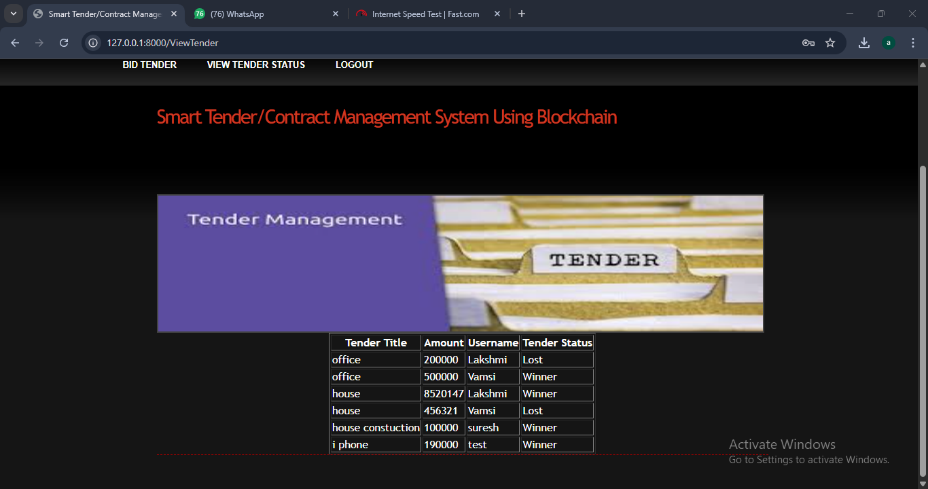 Smart Tender/Contract Manage
76 (76) WhatsApp
Internet Speed Test | Fast.com
127.0.0.1:8000/ViewTender
a
BID TENDER VIEW TENDER STATUS LOGOUT
Smart Tender/Contract Management System Using Blockchain
Tender Management
TENDER
Tender Title Amount Username Tender Status
office 200000 Lakshmi Lost
office 500000 Vamsi Winner
house 8520147 Lakshmi Winner
house 456321 Vamsi Lost
house constuction 100000 suresh Winner
i phone 190000 test Winner
Activate Windows
Go to Settings to activate Windows.